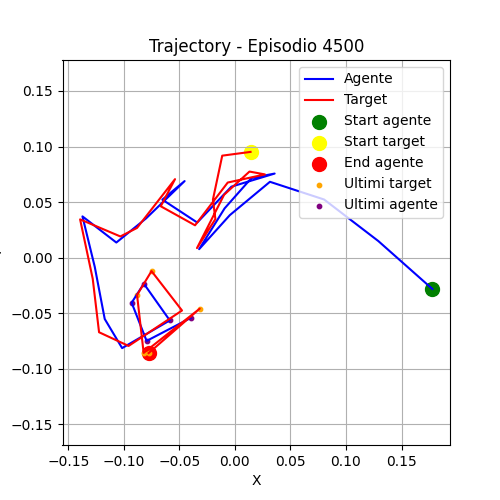 Trajectory - Episodio 4500
Agente
Target
Start agente
Start target
End agente
Ultimi target
Ultimi agente
0.15
0.10
0.05
0.00
−0.05
−0.10
−0.15
−0.15
−0.10
−0.05
0.00
0.05
0.10
0.15
X